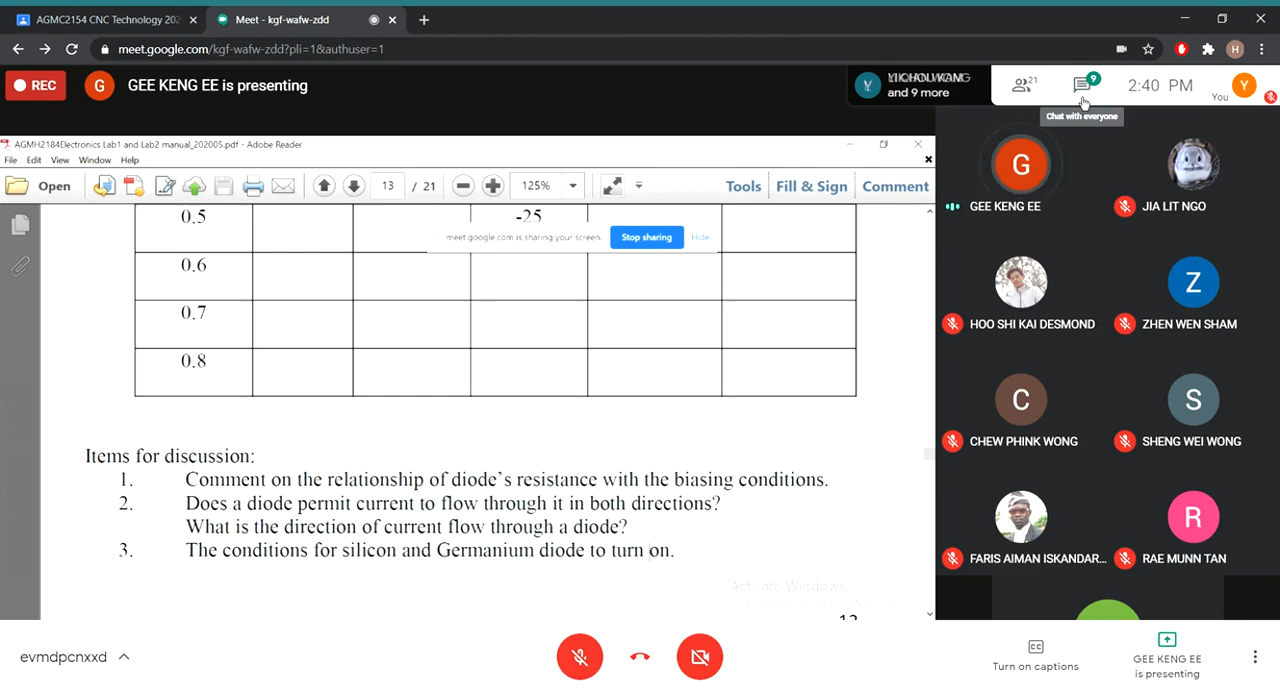 AGMC2154 CNC Technology 202
Meet - kgf-wafw-zdd
meet.google.com/kgf-wafw-zdd?pli=1&authuser=1
H
REC
G
GEE KENG EE is presenting
Y
YI CHOU WANG
and 9 more
21
9
2:40 PM
You
Y
Chat with everyone
AGMH2184Electronics Lab1 and Lab2 manual_202005.pdf - Adobe Reader
File Edit View Window Help
Open
13 / 21
125%
Tools
Fill & Sign
Comment
0.5
-25
meet.google.com is sharing your screen.
Stop sharing
Hide
0.6
0.7
0.8
Items for discussion:
1. Comment on the relationship of diode's resistance with the biasing conditions.
2. Does a diode permit current to flow through it in both directions?
What is the direction of current flow through a diode?
3. The conditions for silicon and Germanium diode to turn on.
Activate Windows
13
G
GEE KENG EE
JIA LIT NGO
HOO SHI KAI DESMOND
Z
ZHEN WEN SHAM
C
CHEW PHINK WONG
S
SHENG WEI WONG
FARIS AIMAN ISKANDAR...
R
RAE MUNN TAN
evmdpcnxxd
CC
Turn on captions
GEE KENG EE
is presenting